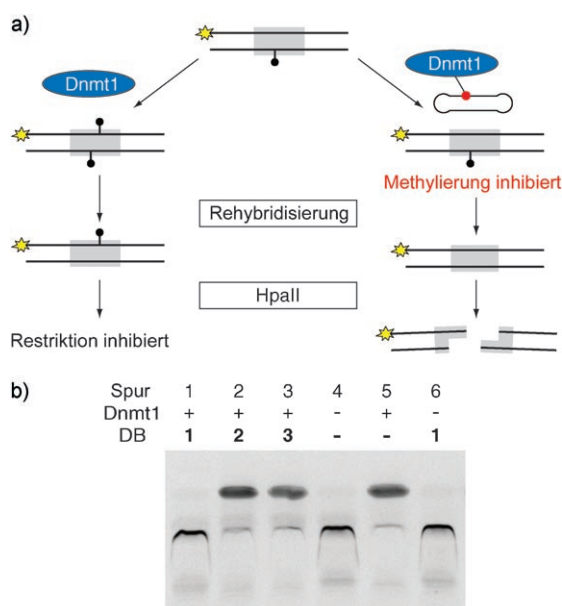 a)
Dnmt1
Dnmt1
Methylierung inhibiert
Rehybridisierung
HpaII
Restriktion inhibiert
b)
Spur 1 2 3 4 5 6
Dnmt1 + + + - + -
DB 1 2 3 - - 1